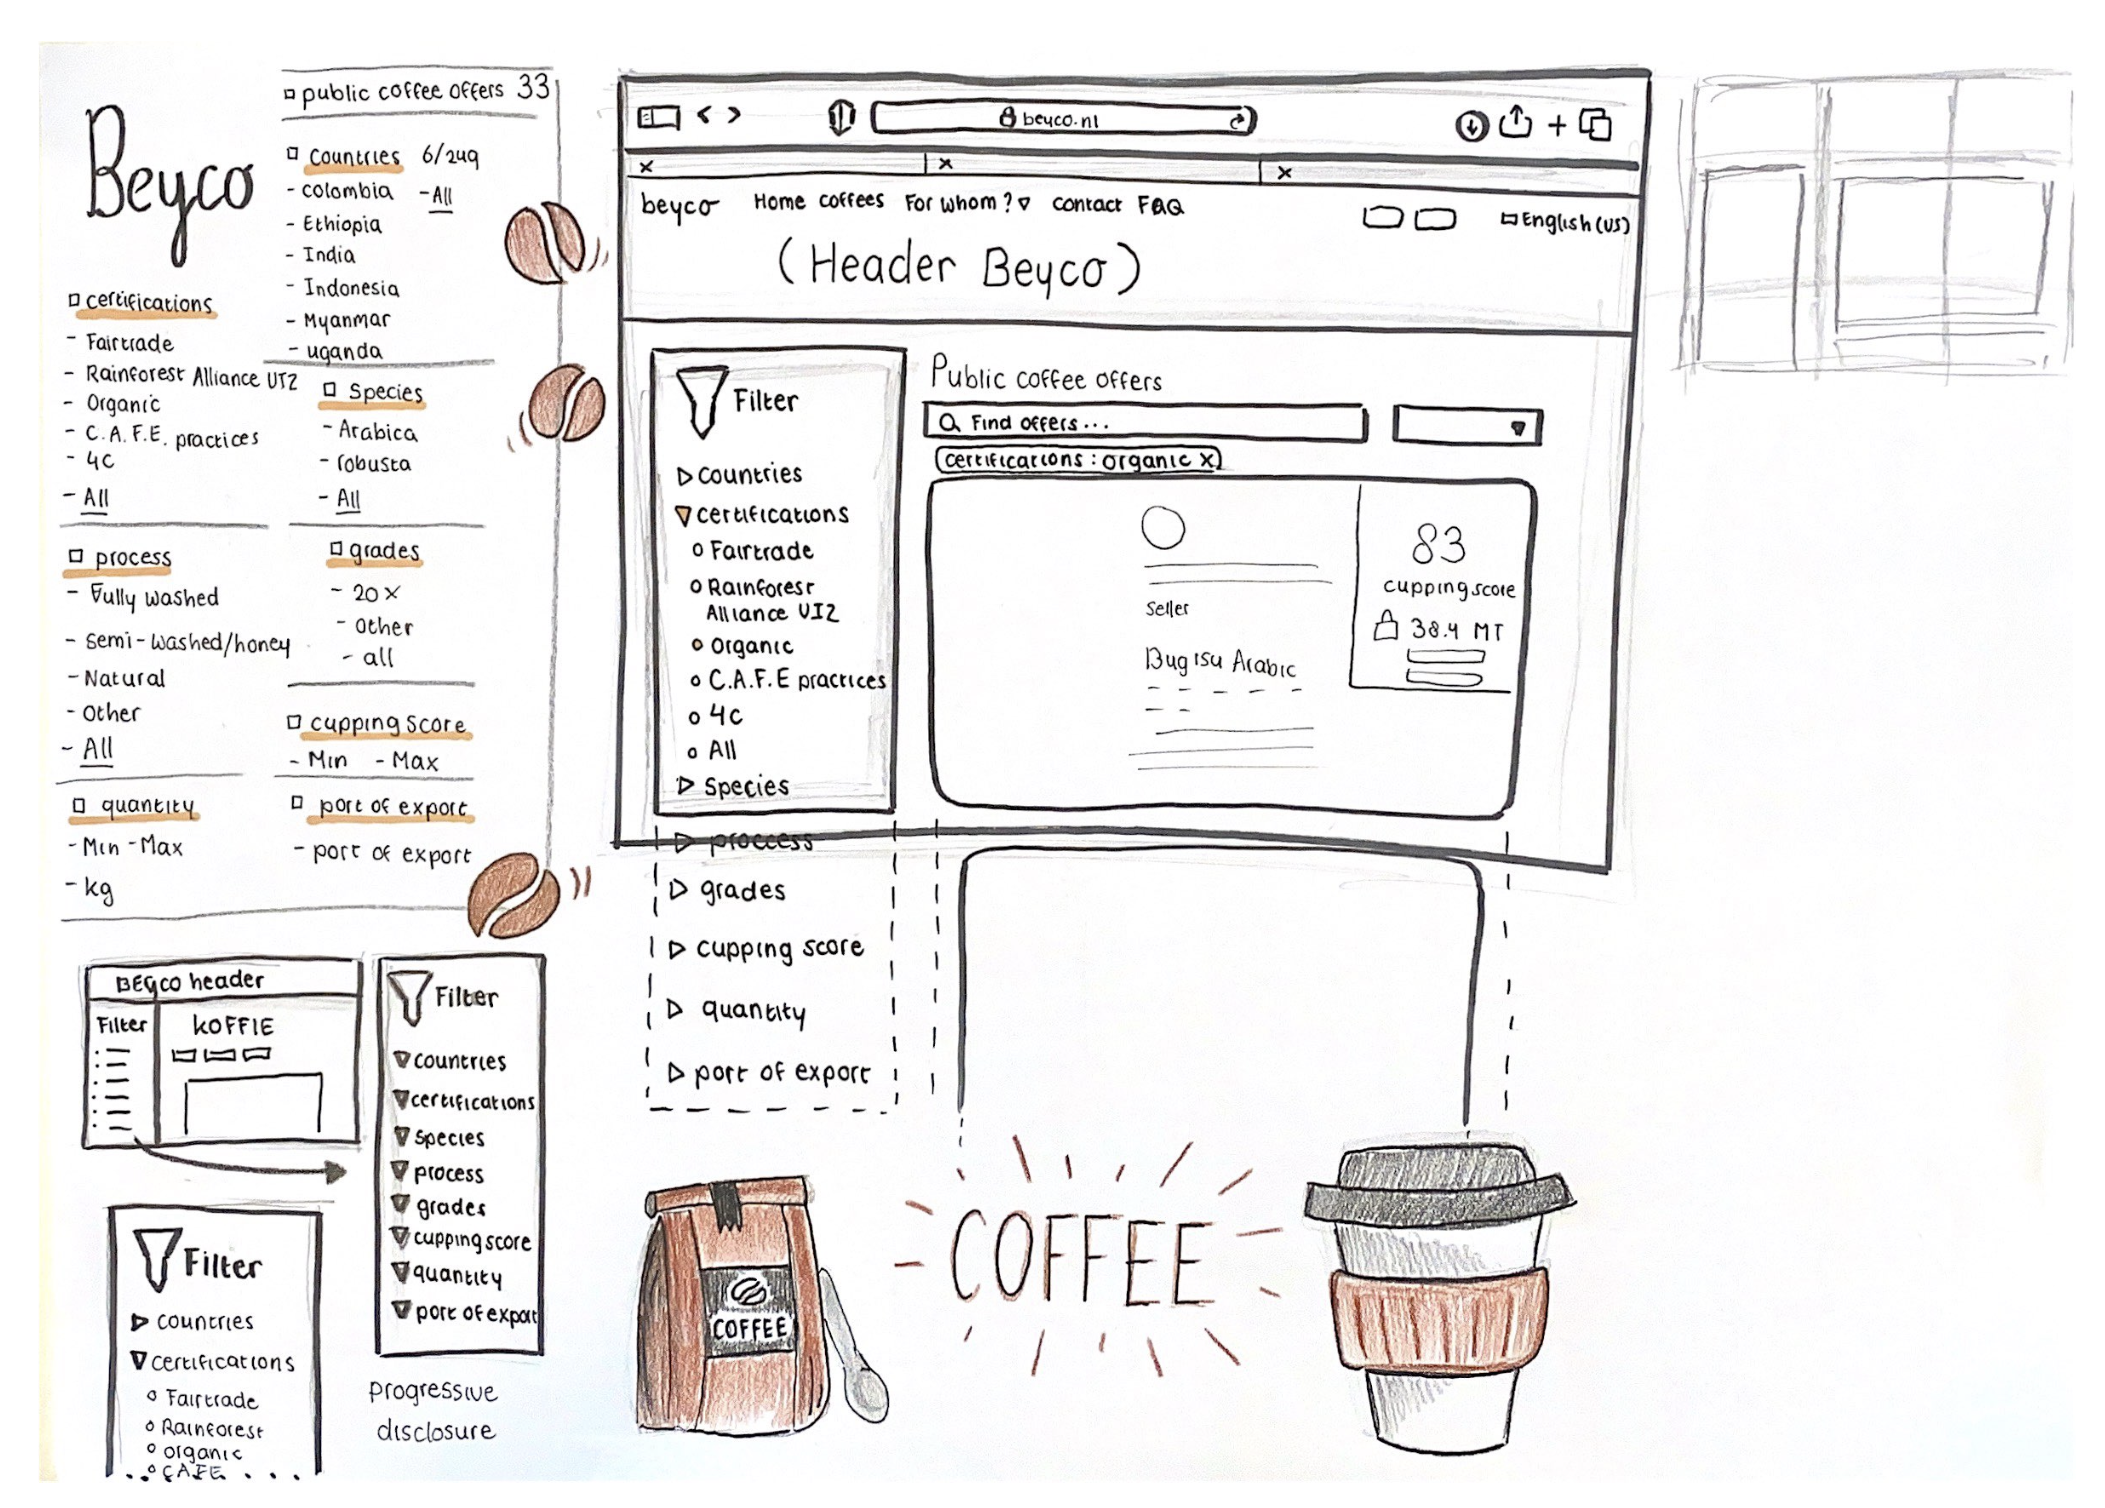 Beyco
public coffee offers 33
Countries 6/249
- colombia - All
- Ethiopia
- India
- Indonesia
- Myanmar
- uganda
certifications
- Fairtrade
- Rainforest Alliance UTZ
- Organic
- C.A.F.E. practices
- 4C
- All
Species
- Arabica
- robusta
- All
process
- Fully washed
- Semi-washed/honey
- Natural
- Other
- All
grades
- 20 x
- other
- all
cupping score
- Min - Max
quantity
- Min - Max
- kg
port of export
- port of export
BEYCO header
Filter
KOFFIE
Filter
countries
certifications
species
process
grades
cupping score
quantity
port of export
progressive
disclosure
Filter
countries
certifications
Fairtrade
Rainforest
organic
CAFE
beyco.nl
x x x
beyco Home coffees For whom? contact FAQ English (US)
(Header Beyco)
Filter
countries
certifications
Fairtrade
Rainforest
Alliance UTZ
Organic
C.A.F.E practices
4C
All
Species
process
grades
cupping score
quantity
port of export
Public coffee offers
Find offers...
certifications : organic x
Seller
Bugisu Arabic
83
cupping score
38.4 MT
COFFEE
COFFEE